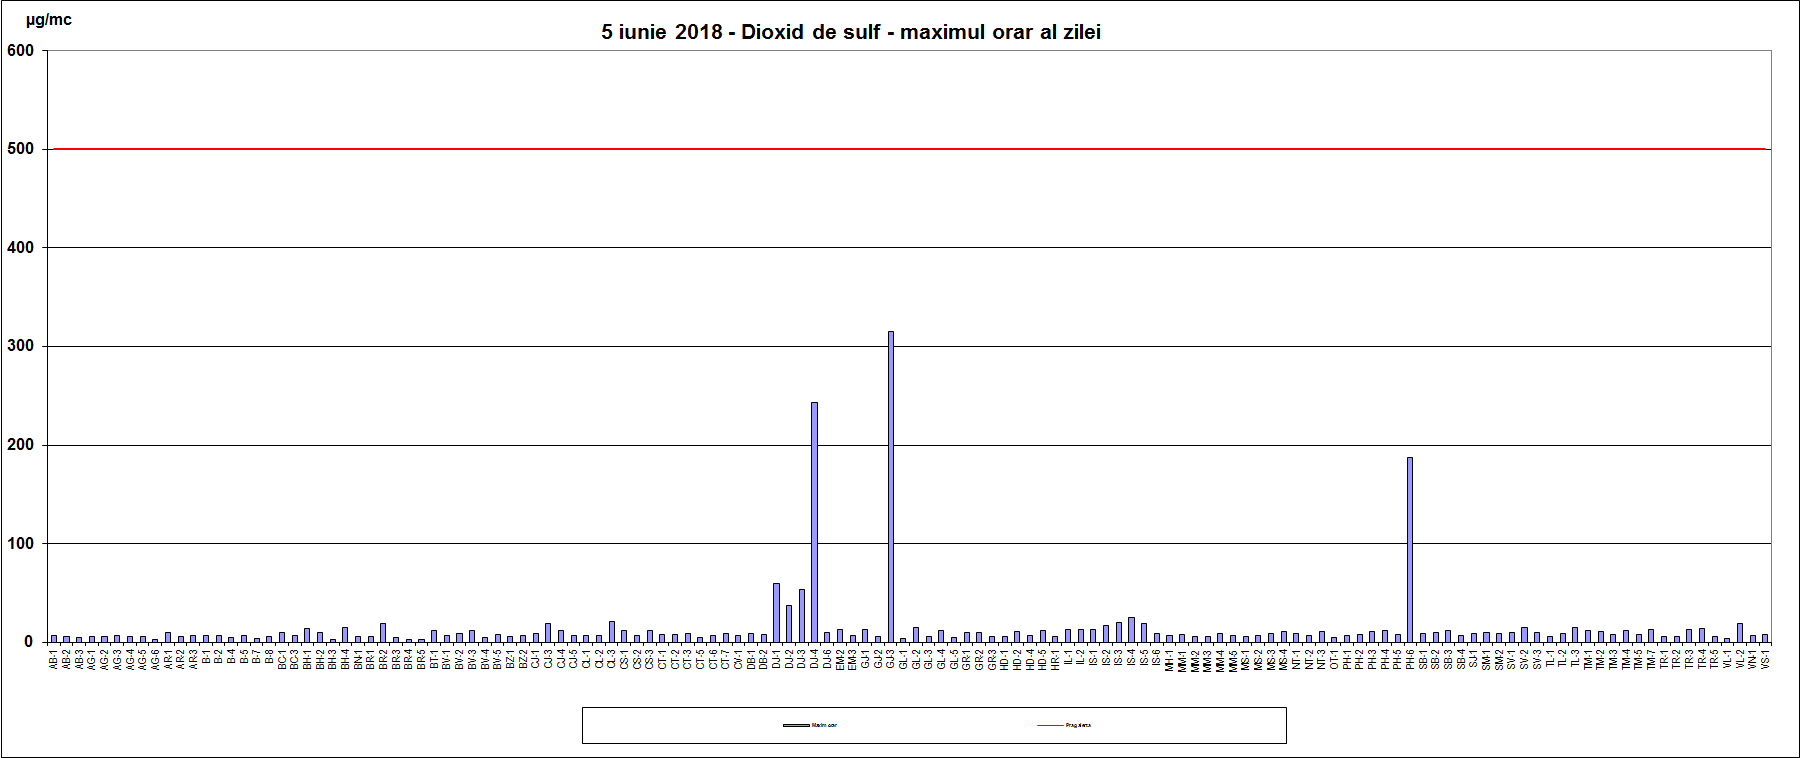 µg/mc
5 iunie 2018 - Dioxid de sulf - maximul orar al zilei
600
500
400
300
200
100
0
AB-1 AB-2 AB-3 AG-1 AG-2 AG-3 AG-4 AG-5 AG-6 AR-1 AR-2 AR-3 B-1 B-2 B-4 B-5 B-7 B-8 BC-1 BC-3 BH-1 BH-2 BH-3 BH-4 BN-1 BR-1 BR-2 BR-3 BR-4 BR-5 BT-1 BV-1 BV-2 BV-3 BV-4 BV-5 BZ-1 BZ-2 CJ-1 CJ-3 CJ-4 CJ-5 CL-1 CL-2 CL-3 CS-1 CS-2 CS-3 CT-1 CT-2 CT-3 CT-5 CT-6 CT-7 CV-1 DB-1 DB-2 DJ-1 DJ-2 DJ-3 DJ-4 DJ-6 EM-2 EM-3 GJ-1 GJ-2 GJ-3 GL-1 GL-2 GL-3 GL-4 GL-5 GR-1 GR-2 GR-3 HD-1 HD-2 HD-4 HD-5 HR-1 IL-1 IL-2 IS-1 IS-2 IS-3 IS-4 IS-5 IS-6 MH-1 MM-1 MM-2 MM-3 MM-4 MM-5 MS-1 MS-2 MS-3 MS-4 NT-1 NT-2 NT-3 OT-1 PH-1 PH-2 PH-3 PH-4 PH-5 PH-6 SB-1 SB-2 SB-3 SB-4 SJ-1 SM-1 SM-2 SV-1 SV-2 SV-3 TL-1 TL-2 TL-3 TM-1 TM-2 TM-3 TM-4 TM-5 TM-7 TR-1 TR-2 TR-3 TR-4 TR-5 VL-1 VL-2 VN-1 VS-1
Maxim orar
Prag alerta